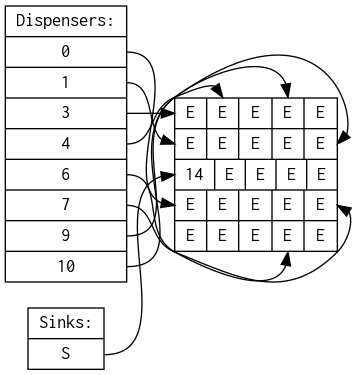 Dispensers:
0
1
3
4
6
7
9
10
E E E E E
E E E E E
14 E E E E
E E E E E
E E E E E
Sinks:
S